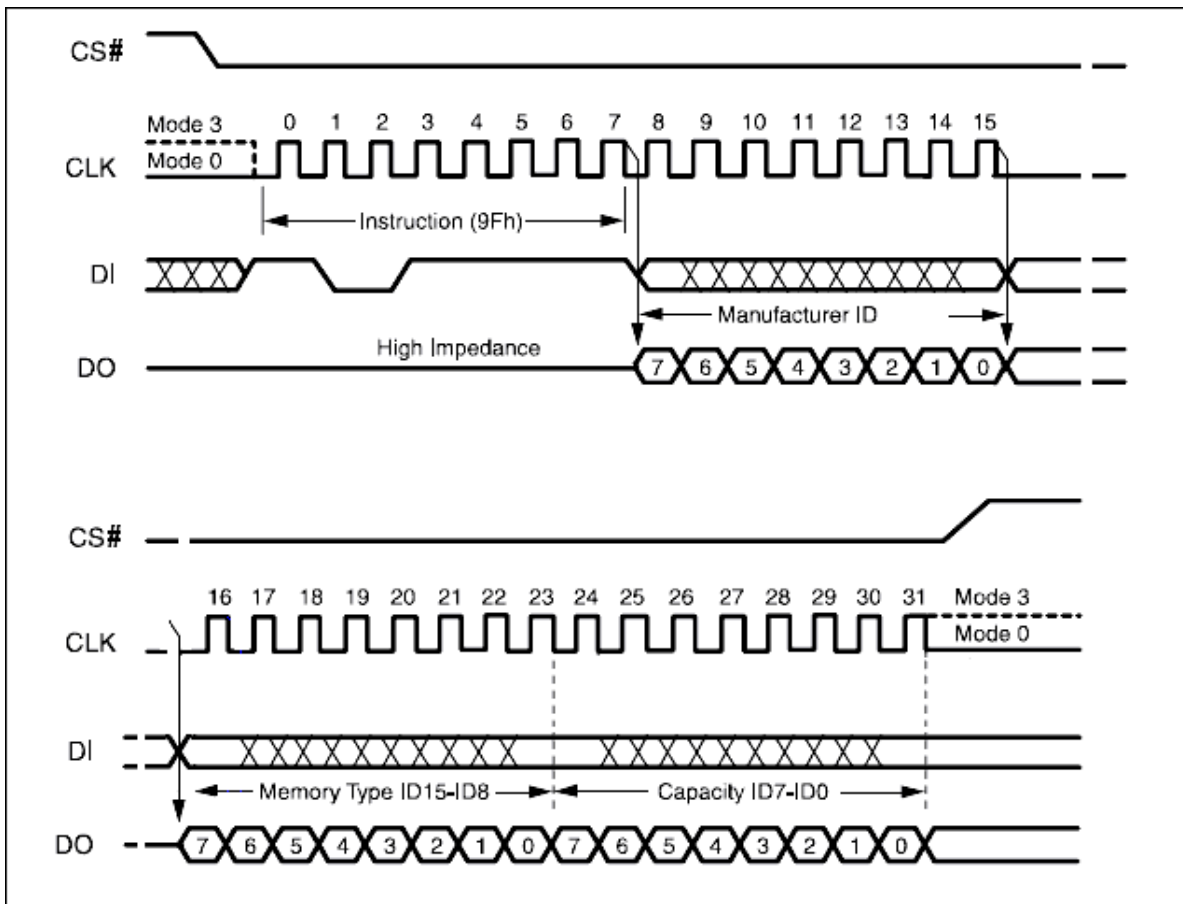 CS#
Mode 3
0 1 2 3 4 5 6 7 8 9 10 11 12 13 14 15
CLK
Mode 0
Instruction (9Fh)
DI
Manufacturer ID
High Impedance
DO
7 6 5 4 3 2 1 0
CS#
16 17 18 19 20 21 22 23 24 25 26 27 28 29 30 31
Mode 3
CLK
Mode 0
DI
Memory Type ID15-ID8
Capacity ID7-ID0
DO
7 6 5 4 3 2 1 0 7 6 5 4 3 2 1 0